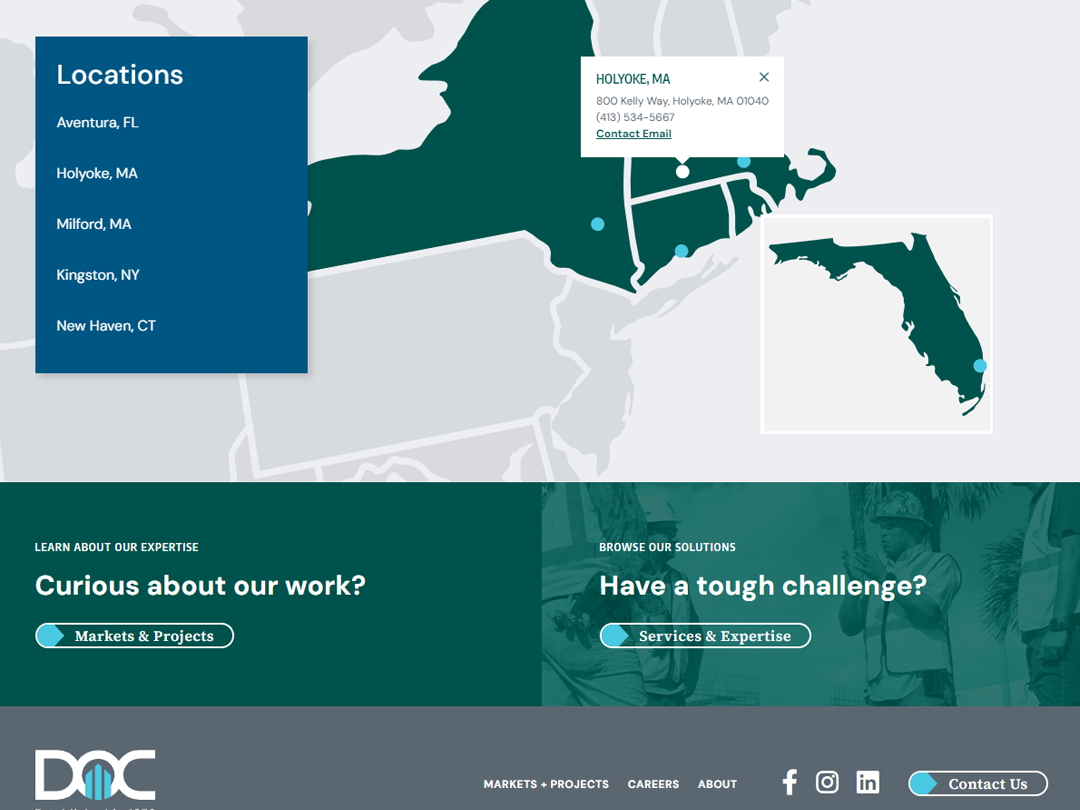 Locations
Aventura, FL
Holyoke, MA
Milford, MA
Kingston, NY
New Haven, CT
HOLYOKE, MA
800 Kelly Way, Holyoke, MA 01040
(413) 534-5667
Contact Email
LEARN ABOUT OUR EXPERTISE
Curious about our work?
Markets & Projects
BROWSE OUR SOLUTIONS
Have a tough challenge?
Services & Expertise
DOC
MARKETS + PROJECTS
CAREERS
ABOUT
Contact Us